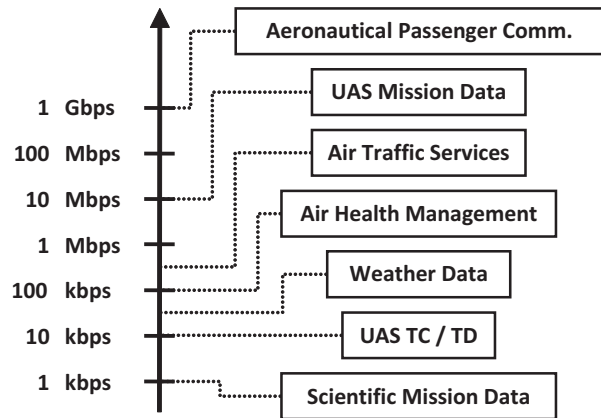 Aeronautical Passenger Comm.
UAS Mission Data
1 Gbps
100 Mbps
Air Traffic Services
10 Mbps
Air Health Management
1 Mbps
Weather Data
100 kbps
10 kbps
UAS TC / TD
1 kbps
Scientific Mission Data